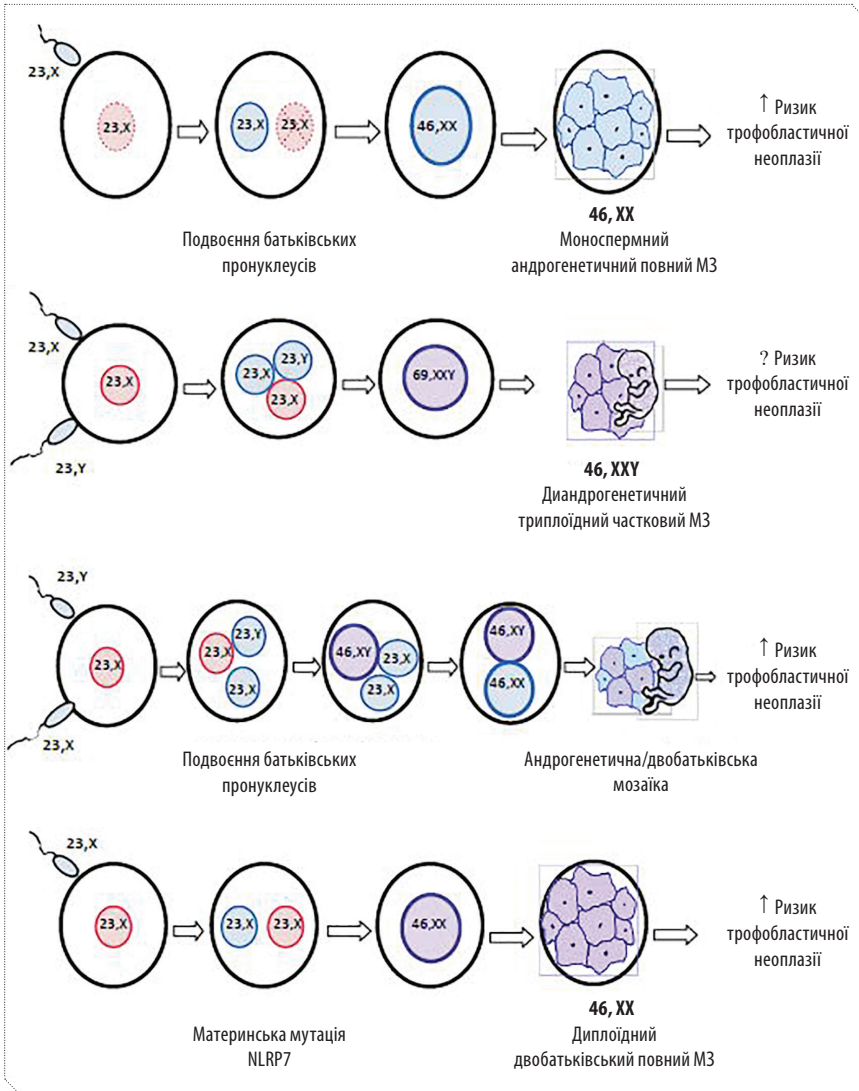 23,X
23,X
23,X
23,X
46,XX
↑ Ризик
трофобластичної
неоплазії
Подвоєння батьківських
пронуклеусів
46, XX
Моноспермний
андрогенетичний повний МЗ
23,X
23,X
23,Y
23,X
23,Y
23,X
69,XXY
? Ризик
трофобластичної
неоплазії
46, XXY
Диандрогенетичний
триплоїдний частковий МЗ
23,Y
23,X
23,X
23,Y
23,X
23,X
46,XY
23,X
23,X
46,XY
46,XX
↑ Ризик
трофобластичної
неоплазії
Подвоєння батьківських
пронуклеусів
Андрогенетична/двобатьківська
мозаїка
23,X
23,X
23,X
23,X
46,XX
↑ Ризик
трофобластичної
неоплазії
Материнська мутація
NLRP7
46, XX
Диплоїдний
двобатьківський повний МЗ